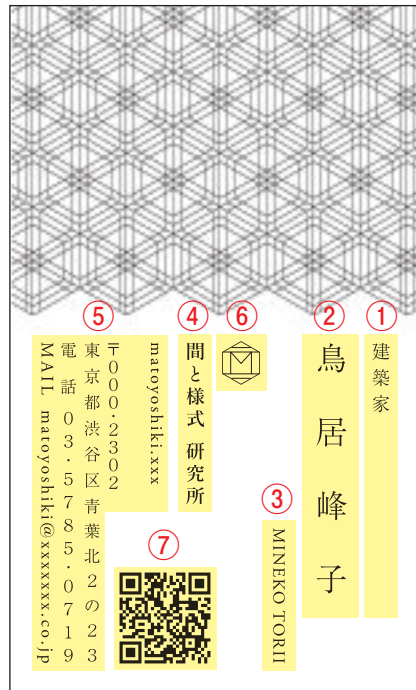 ①
建築家
②
鳥居峰子
③
MINEKO TORII
⑥
④
間と様式 研究所
⑤
matoyoshiki.xxx
〒000・2302
東京都渋谷区青葉北2の23
電話 03・5785・0719
MAIL matoyoshiki@xxxxxxx.co.jp
⑦